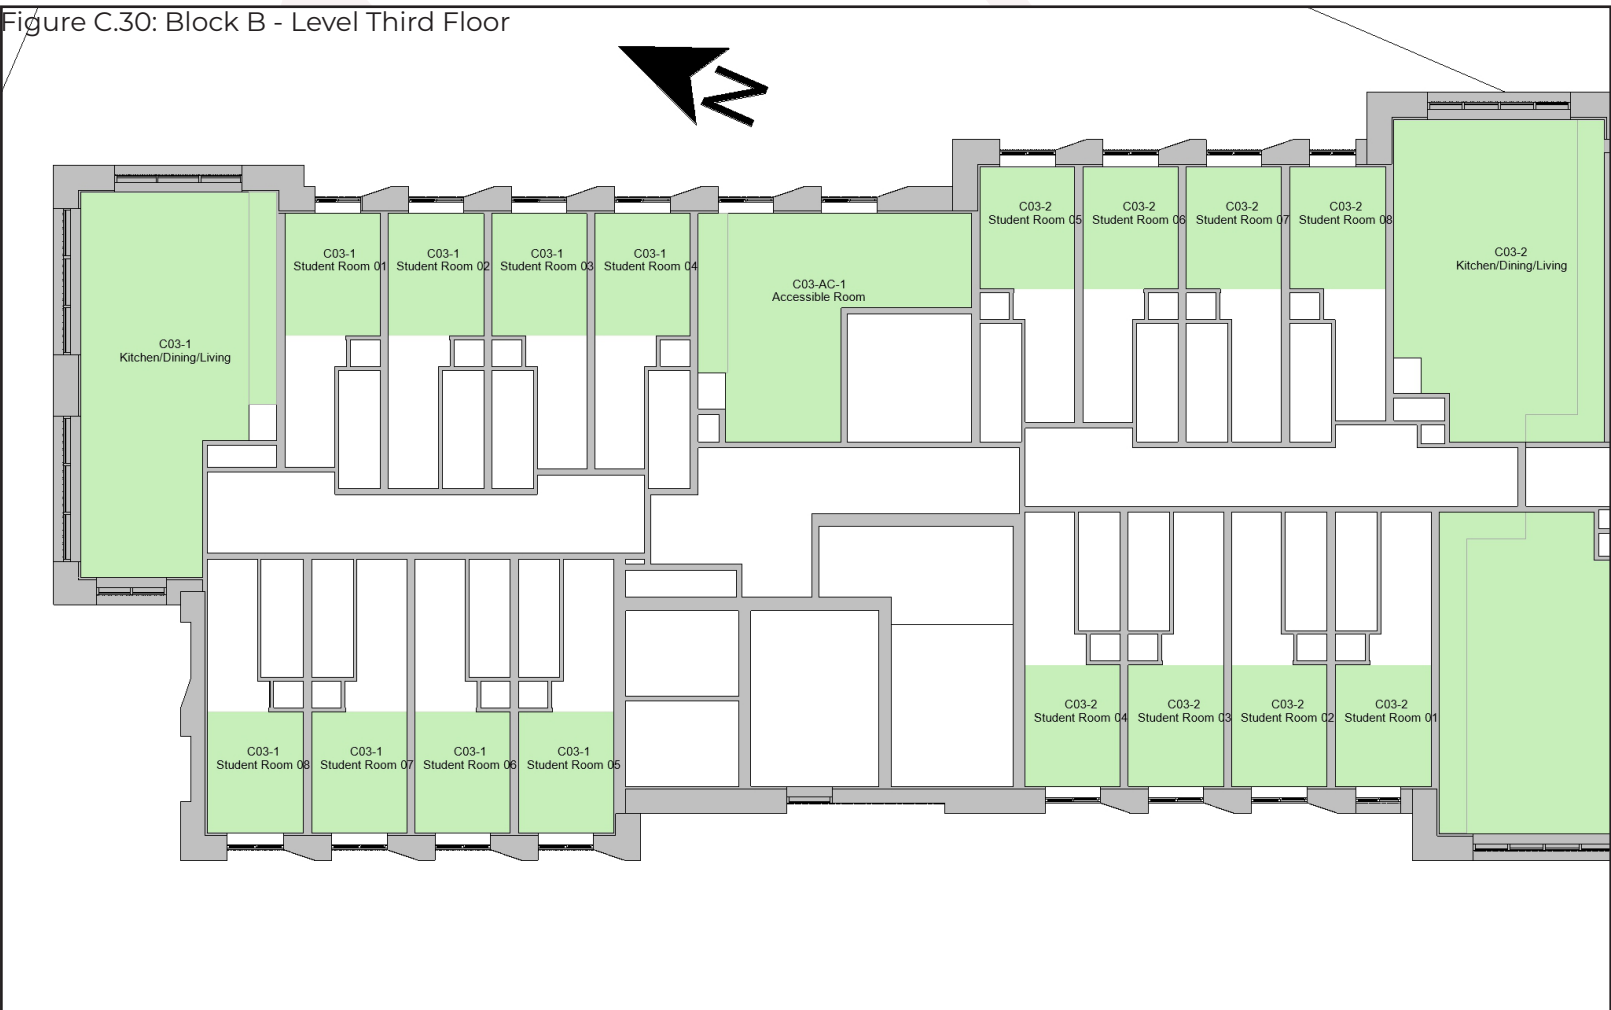 Figure C.30: Block B - Level Third Floor
N
C03-1
Student Room 01
C03-1
Student Room 02
C03-1
Student Room 03
C03-1
Student Room 04
C03-AC-1
Accessible Room
C03-2
Student Room 05
C03-2
Student Room 06
C03-2
Student Room 07
C03-2
Student Room 08
C03-2
Kitchen/Dining/Living
C03-1
Kitchen/Dining/Living
C03-1
Student Room 08
C03-1
Student Room 07
C03-1
Student Room 06
C03-1
Student Room 05
C03-2
Student Room 04
C03-2
Student Room 03
C03-2
Student Room 02
C03-2
Student Room 01